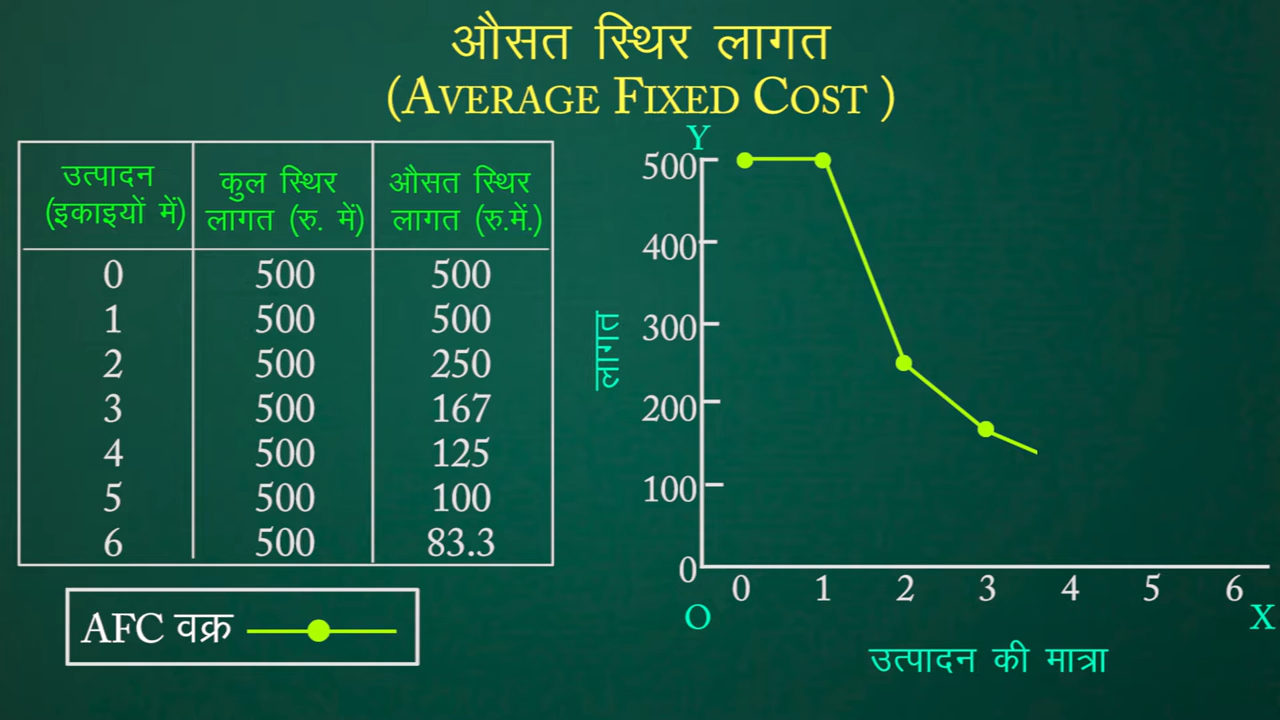 औसत स्थिर लागत
(AVERAGE FIXED COST )
उत्पादन
(इकाइयों में)
कुल स्थिर
लागत (रु. में)
औसत स्थिर
लागत (रु.में.)
0 500 500
1 500 500
2 500 250
3 500 167
4 500 125
5 500 100
6 500 83.3
AFC वक्र
Y
500
400
300
200
100
0
लागत
0 1 2 3 4 5 6
O X
उत्पादन की मात्रा